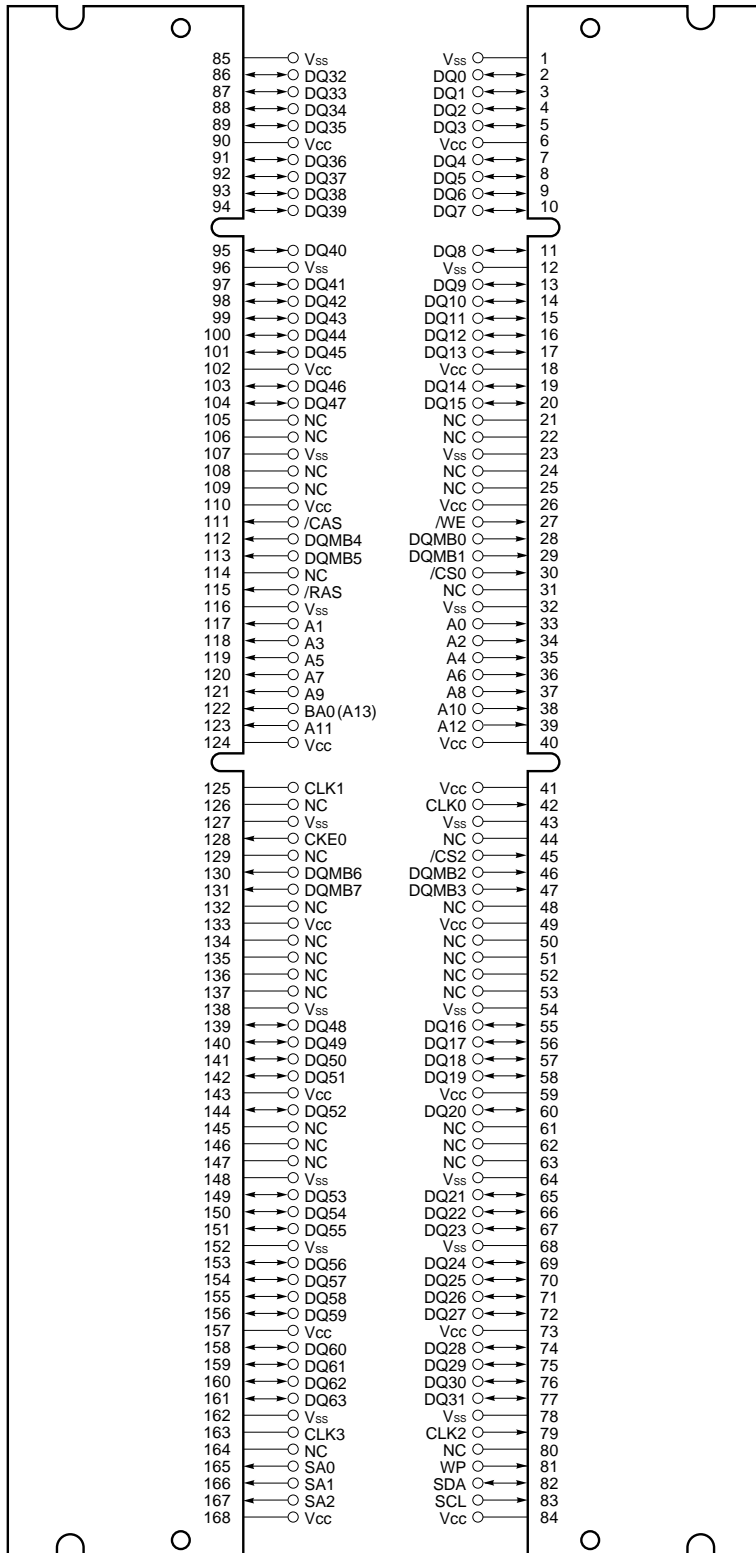 85 Vss Vss 1
86 DQ32 DQ0 2
87 DQ33 DQ1 3
88 DQ34 DQ2 4
89 DQ35 DQ3 5
90 Vcc Vcc 6
91 DQ36 DQ4 7
92 DQ37 DQ5 8
93 DQ38 DQ6 9
94 DQ39 DQ7 10
95 DQ40 DQ8 11
96 Vss Vss 12
97 DQ41 DQ9 13
98 DQ42 DQ10 14
99 DQ43 DQ11 15
100 DQ44 DQ12 16
101 DQ45 DQ13 17
102 Vcc Vcc 18
103 DQ46 DQ14 19
104 DQ47 DQ15 20
105 NC NC 21
106 NC NC 22
107 Vss Vss 23
108 NC NC 24
109 NC NC 25
110 Vcc Vcc 26
111 /CAS /WE 27
112 DQMB4 DQMB0 28
113 DQMB5 DQMB1 29
114 NC /CS0 30
115 /RAS NC 31
116 Vss Vss 32
117 A1 A0 33
118 A3 A2 34
119 A5 A4 35
120 A7 A6 36
121 A9 A8 37
122 BA0 (A13) A10 38
123 A11 A12 39
124 Vcc Vcc 40
125 CLK1 Vcc 41
126 NC CLK0 42
127 Vss Vss 43
128 CKE0 NC 44
129 NC /CS2 45
130 DQMB6 DQMB2 46
131 DQMB7 DQMB3 47
132 NC NC 48
133 Vcc Vcc 49
134 NC NC 50
135 NC NC 51
136 NC NC 52
137 NC NC 53
138 Vss Vss 54
139 DQ48 DQ16 55
140 DQ49 DQ17 56
141 DQ50 DQ18 57
142 DQ51 DQ19 58
143 Vcc Vcc 59
144 DQ52 DQ20 60
145 NC NC 61
146 NC NC 62
147 NC NC 63
148 Vss Vss 64
149 DQ53 DQ21 65
150 DQ54 DQ22 66
151 DQ55 DQ23 67
152 Vss Vss 68
153 DQ56 DQ24 69
154 DQ57 DQ25 70
155 DQ58 DQ26 71
156 DQ59 DQ27 72
157 Vcc Vcc 73
158 DQ60 DQ28 74
159 DQ61 DQ29 75
160 DQ62 DQ30 76
161 DQ63 DQ31 77
162 Vss Vss 78
163 CLK3 CLK2 79
164 NC NC 80
165 SA0 WP 81
166 SA1 SDA 82
167 SA2 SCL 83
168 Vcc Vcc 84